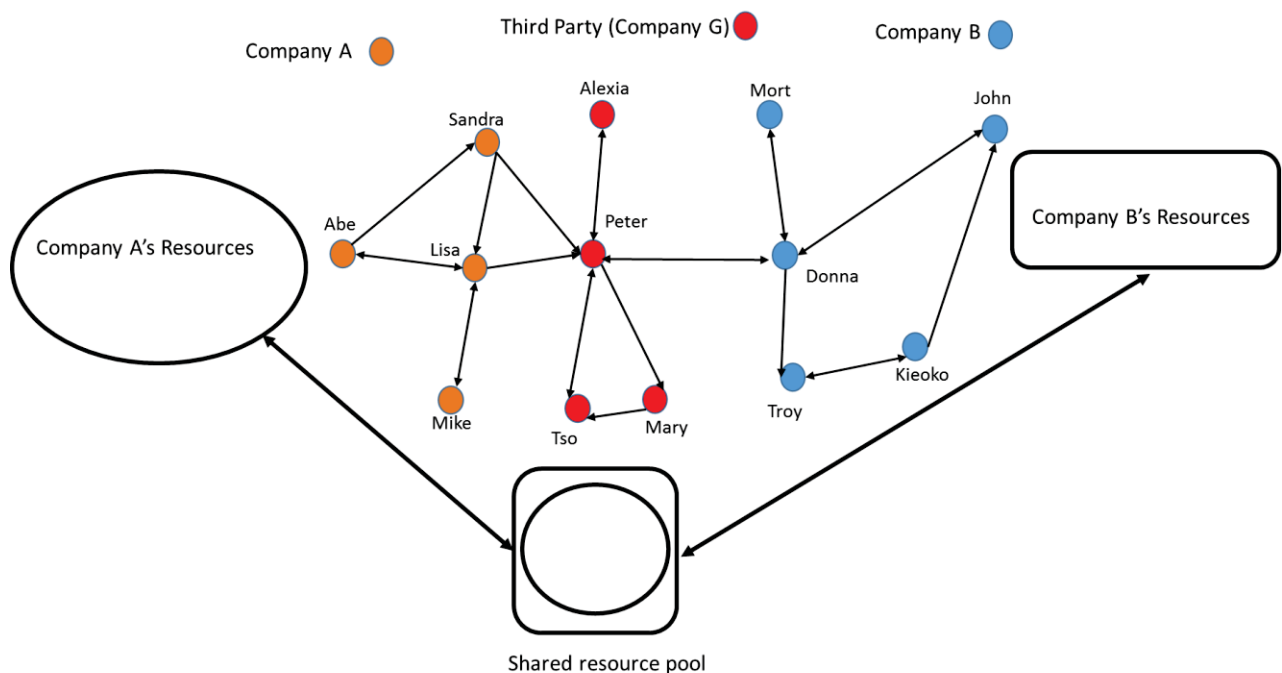 Third Party (Company G)
Company A
Company B
Alexia
Mort
John
Sandra
Abe
Peter
Company A's Resources
Lisa
Company B's Resources
Donna
Kieoko
Mike
Tso
Mary
Troy
Shared resource pool